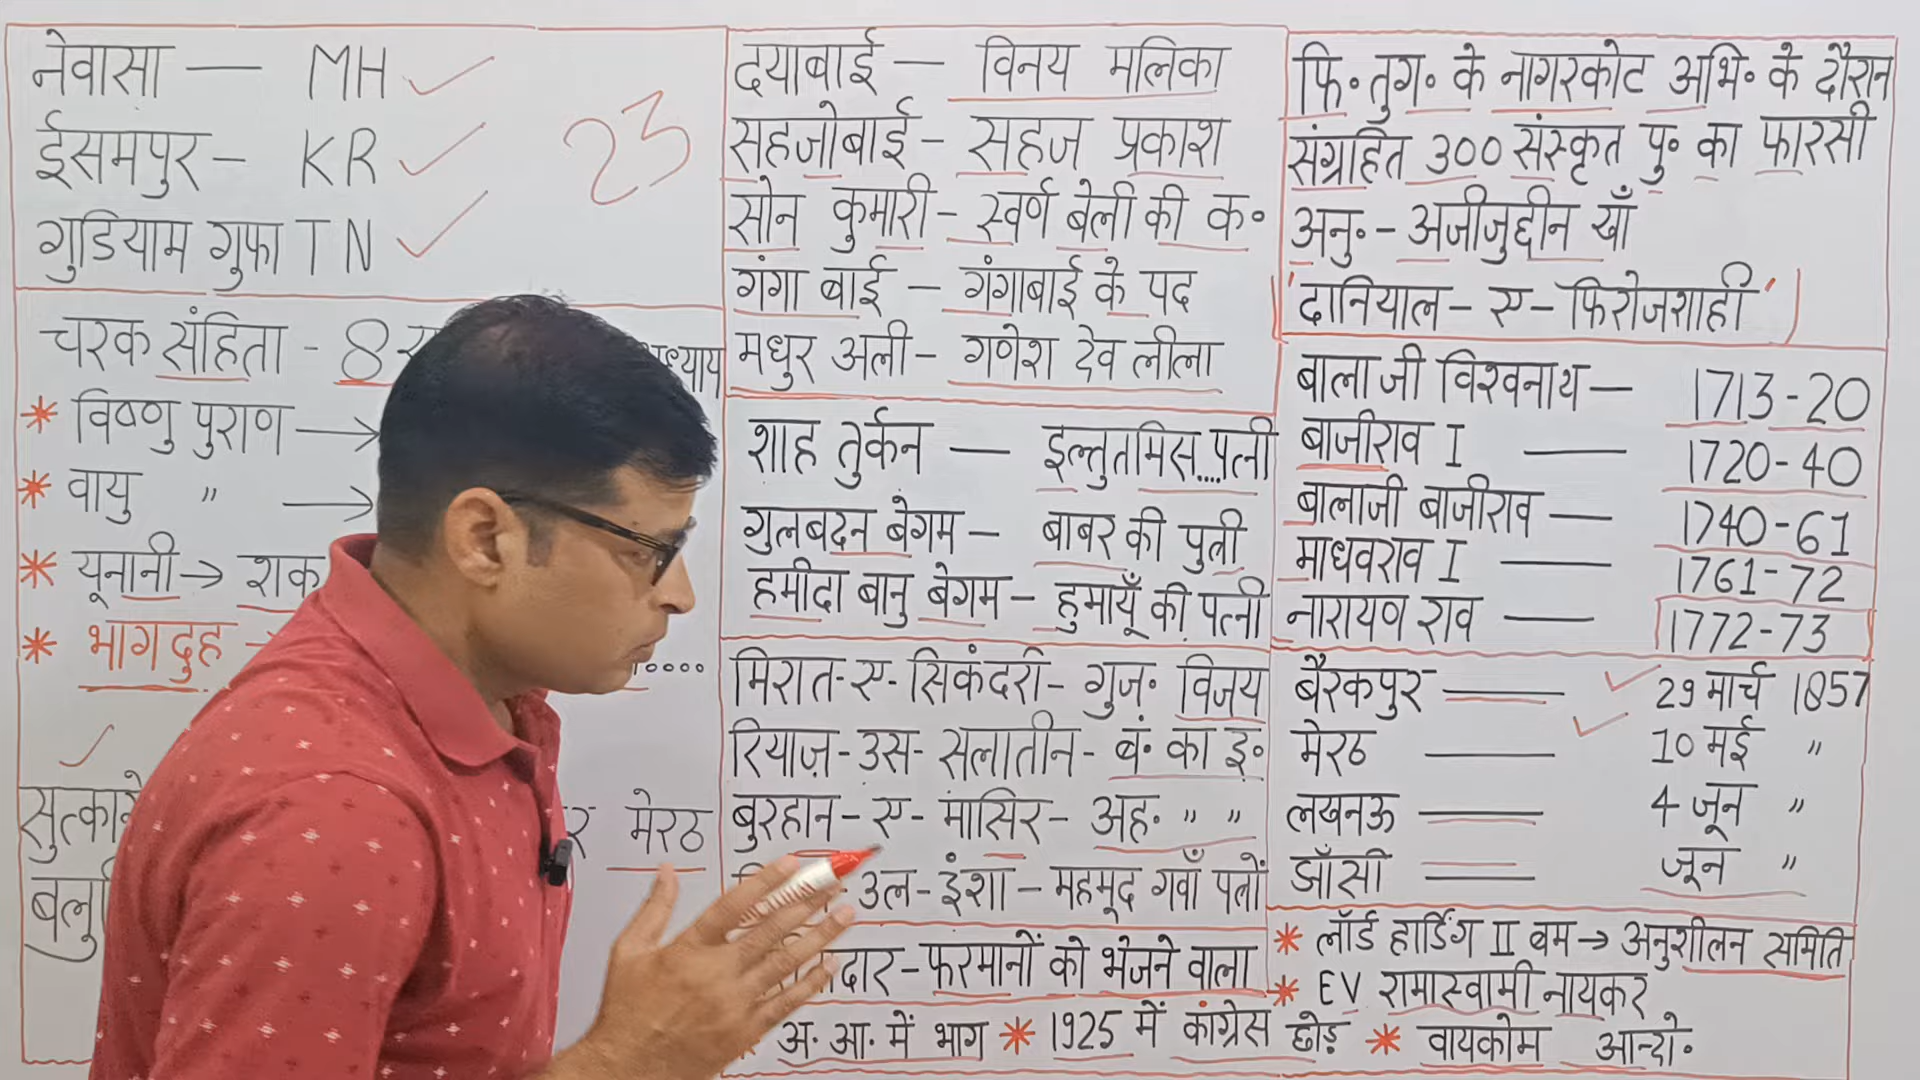 नेवासा — MH
ईसमपुर - KR
गुडियाम गुफा TN
23
चरक संहिता - 8
ध्याय
* विष्णु पुराण →
* वायु " →
* यूनानी → शक
* भाग दुह
मेरठ
दयाबाई — विनय मलिका
सहजोबाई - सहज प्रकाश
सोन कुमारी - स्वर्ण बेली की क॰
गंगा बाई — गंगाबाई के पद
मधुर अली - गणेश देव लीला
शाह तुर्कन — इल्तुतमिस....पत्नी
गुलबदन बेगम — बाबर की पुत्री
हमीदा बानु बेगम — हुमायूँ की पत्नी
मिरात-ए-सिकंदरी - गुज॰ विजय
रियाज़-उस-सलातीन - बं॰ का इ॰
बुरहान-ए-मासिर - अह॰ " "
उल-इंशा - महमूद गवाँ पत्रों
दार - फरमानों को भेजने वाला
फि॰ तुग॰ के नागरकोट अभि॰ के दौरान
संग्रहित 300 संस्कृत पु॰ का फारसी
अनु॰ - अजीजुद्दीन खाँ
'दानियाल - ए - फिरोजशाही'
बालाजी विश्वनाथ — 1713-20
बाजीराव I — 1720-40
बालाजी बाजीराव — 1740-61
माधवराव I — 1761-72
नारायण राव — 1772-73
बैरकपुर — 29 मार्च 1857
मेरठ — 10 मई "
लखनऊ — 4 जून "
झाँसी — जून "
* लॉर्ड हार्डिंग II बम → अनुशीलन समिति
* EV रामास्वामी नायकर
* अ॰ आ॰ में भाग * 1925 में कांग्रेस छोड़ * वायकोम आन्दो॰